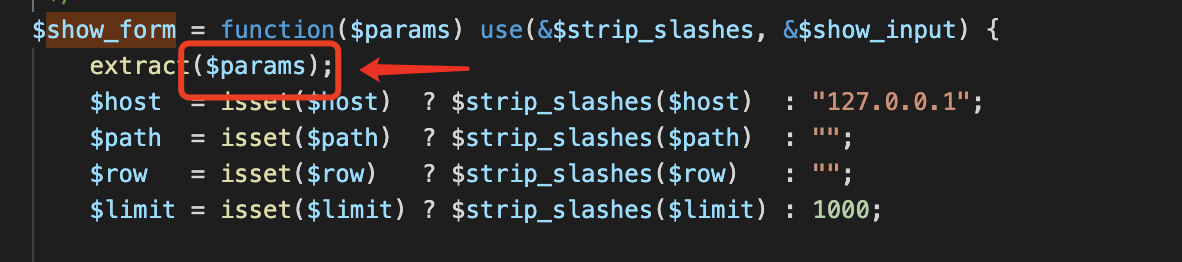 */
$show_form = function($params) use(&$strip_slashes, &$show_input) {
extract($params);
$host = isset($host) ? $strip_slashes($host) : "127.0.0.1";
$path = isset($path) ? $strip_slashes($path) : "";
$row = isset($row) ? $strip_slashes($row) : "";
$limit = isset($limit) ? $strip_slashes($limit) : 1000;